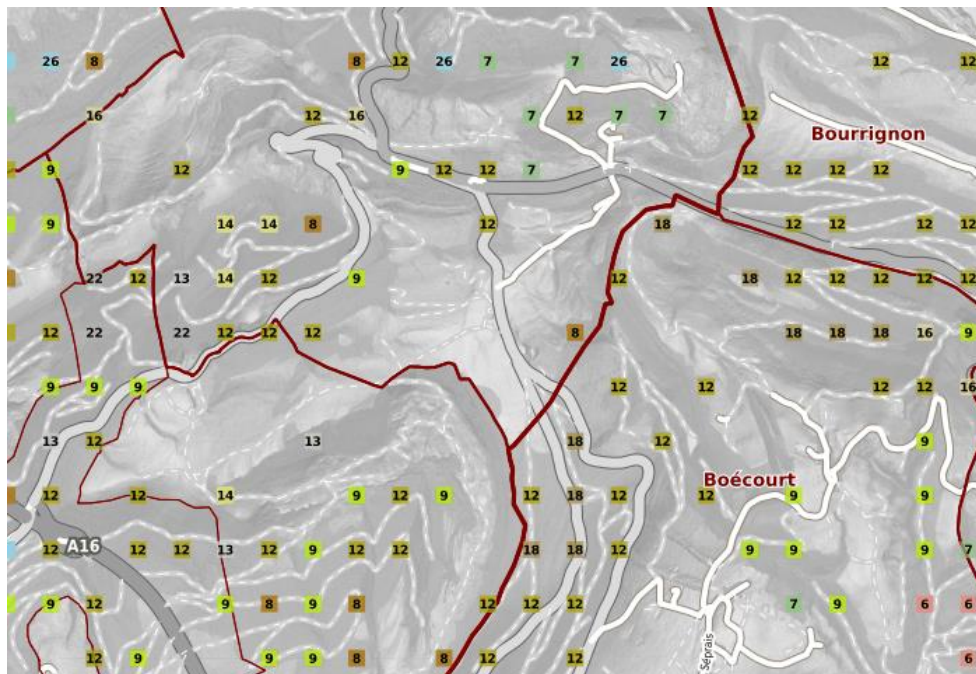 26 8 8 12 26 7 7 26 12 12
16 12 16 7 12 7 7 12
Bourrignon
9 12 9 12 12 7 12 12 12 12
9 14 14 8 12 18 12 12 12 12
22 12 13 14 12 9 12 18 12 12 12 12 12
12 22 22 12 12 12 8 18 18 18 16 9
9 9 9 12 12 12 12 16
13 12 13 18 12 9
Boécourt
12 12 14 9 12 9 12 18 12 12 9 9
A16
12 12 12 13 12 9 12 12 18 18 12 9 9 9 7
9 12 9 8 9 8 12 12 12 7 9 6 6
Séprais
12 9 9 9 8 8 12 12 6